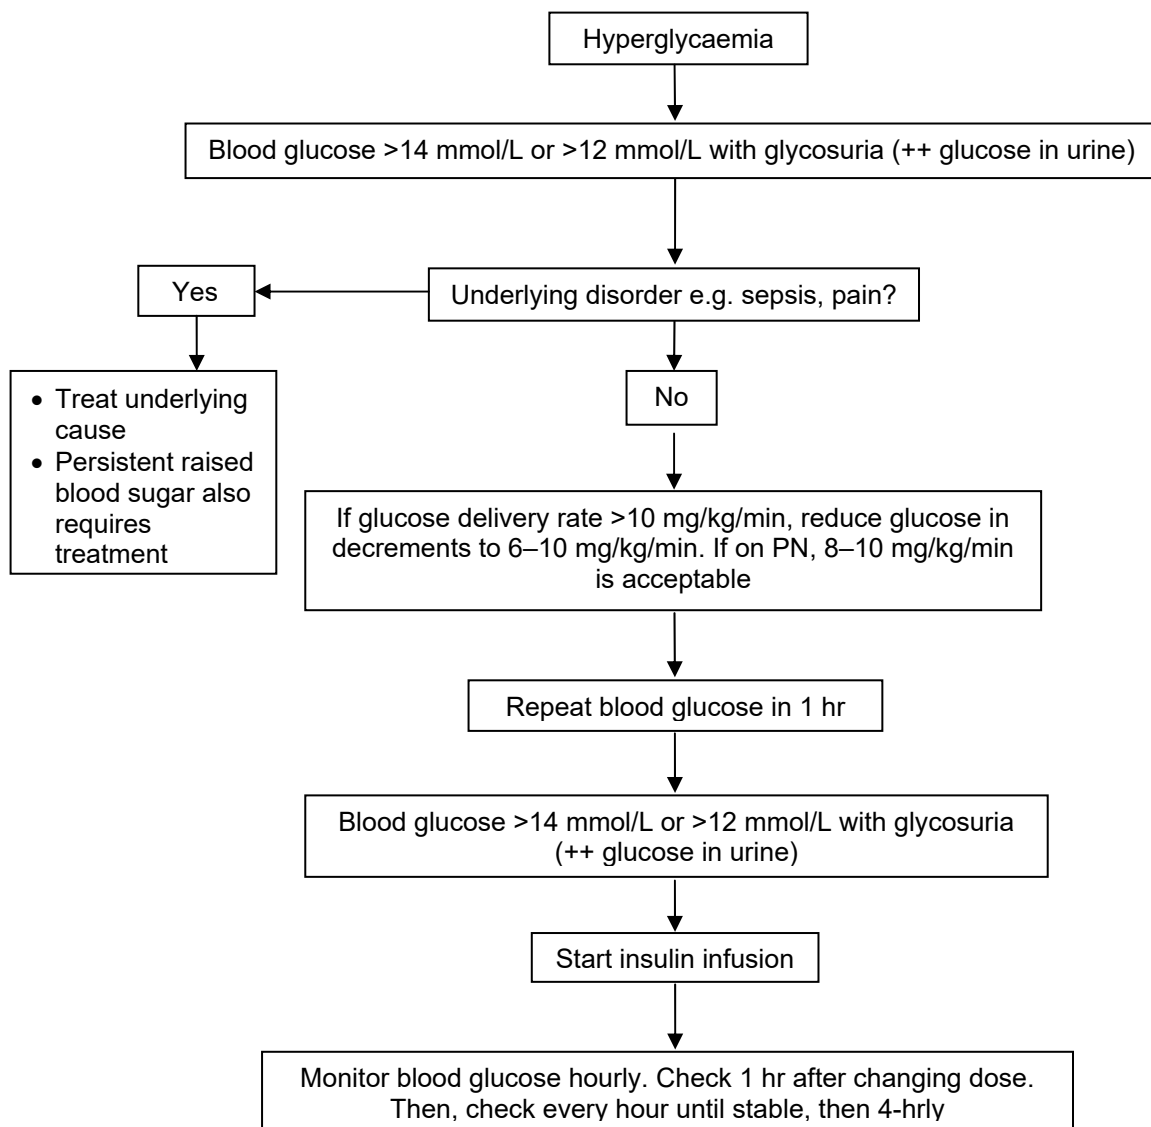 Hyperglycaemia
Blood glucose >14 mmol/L or >12 mmol/L with glycosuria (++ glucose in urine)
Underlying disorder e.g. sepsis, pain?
Yes
• Treat underlying
cause
• Persistent raised
blood sugar also
requires
treatment
No
If glucose delivery rate >10 mg/kg/min, reduce glucose in
decrements to 6–10 mg/kg/min. If on PN, 8–10 mg/kg/min
is acceptable
Repeat blood glucose in 1 hr
Blood glucose >14 mmol/L or >12 mmol/L with glycosuria
(++ glucose in urine)
Start insulin infusion
Monitor blood glucose hourly. Check 1 hr after changing dose.
Then, check every hour until stable, then 4-hrly